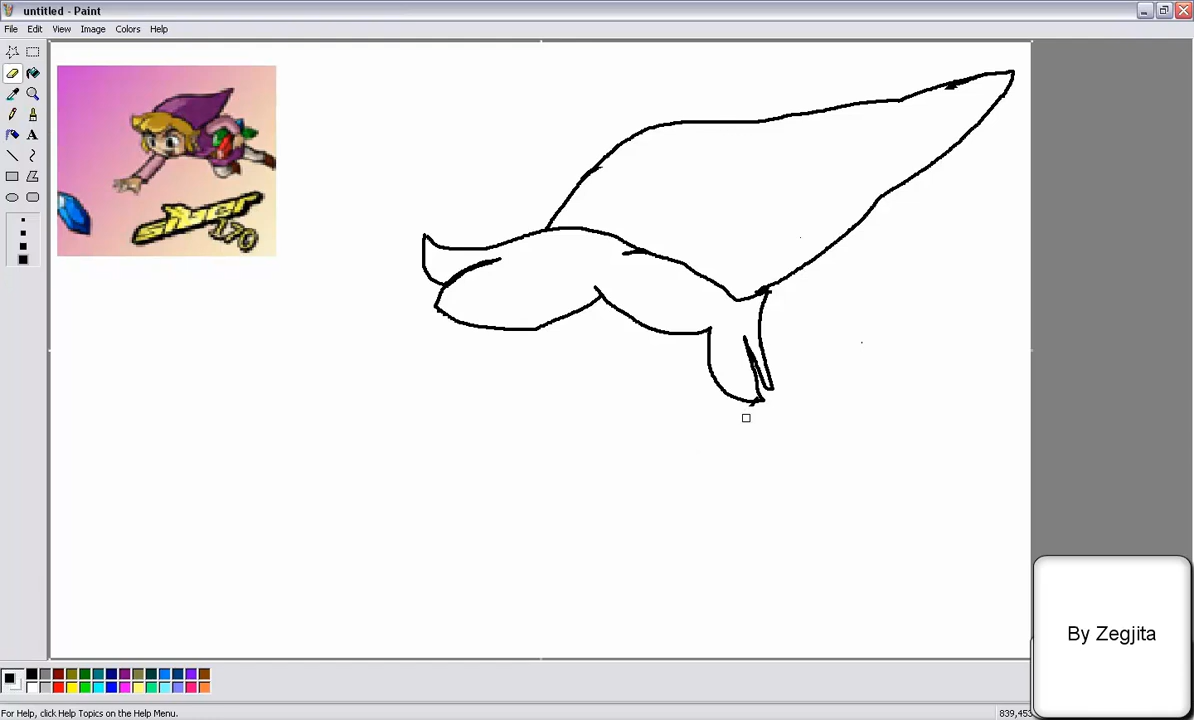 untitled - Paint
File Edit View Image Colors Help
A
silver
170
By Zegjita
For Help, click Help Topics on the Help Menu.
839,453